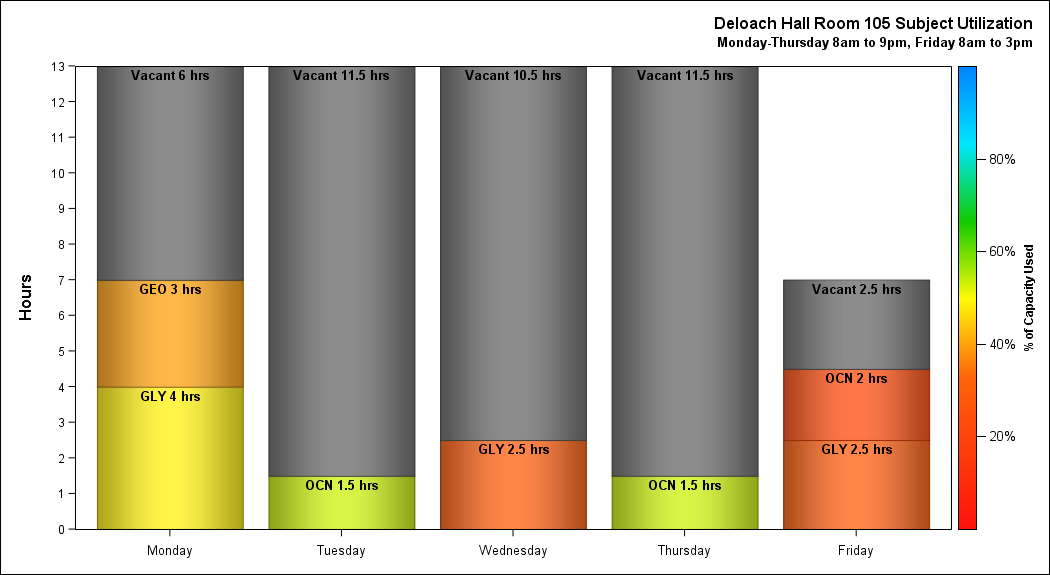 Deloach Hall Room 105 Subject Utilization
Monday-Thursday 8am to 9pm, Friday 8am to 3pm
Hours
13
12
11
10
9
8
7
6
5
4
3
2
1
0
Vacant 6 hrs
GEO 3 hrs
GLY 4 hrs
Vacant 11.5 hrs
OCN 1.5 hrs
Vacant 10.5 hrs
GLY 2.5 hrs
Vacant 11.5 hrs
OCN 1.5 hrs
Vacant 2.5 hrs
OCN 2 hrs
GLY 2.5 hrs
Monday
Tuesday
Wednesday
Thursday
Friday
80%
60%
40%
20%
% of Capacity Used